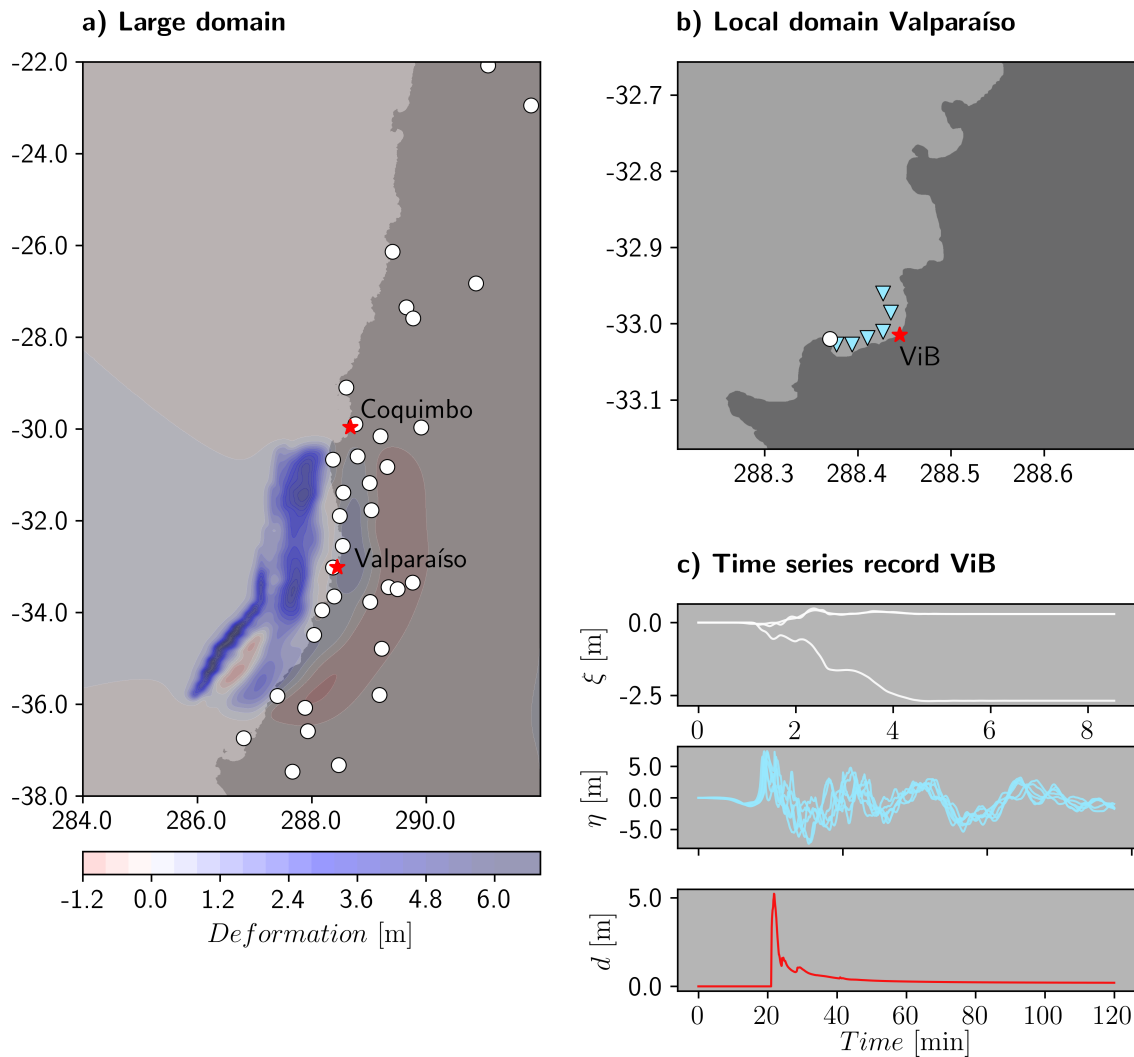 a) Large domain
-22.0
-24.0
-26.0
-28.0
-30.0
-32.0
-34.0
-36.0
-38.0
Coquimbo
Valparaíso
284.0 286.0 288.0 290.0
-1.2 0.0 1.2 2.4 3.6 4.8 6.0
Deformation [m]
b) Local domain Valparaíso
-32.7
-32.8
-32.9
-33.0
-33.1
ViB
288.3 288.4 288.5 288.6
c) Time series record ViB
0.0
-2.5
ξ [m]
0 2 4 6 8
5.0
0.0
-5.0
η [m]
5.0
0.0
d [m]
0 20 40 60 80 100 120
Time [min]